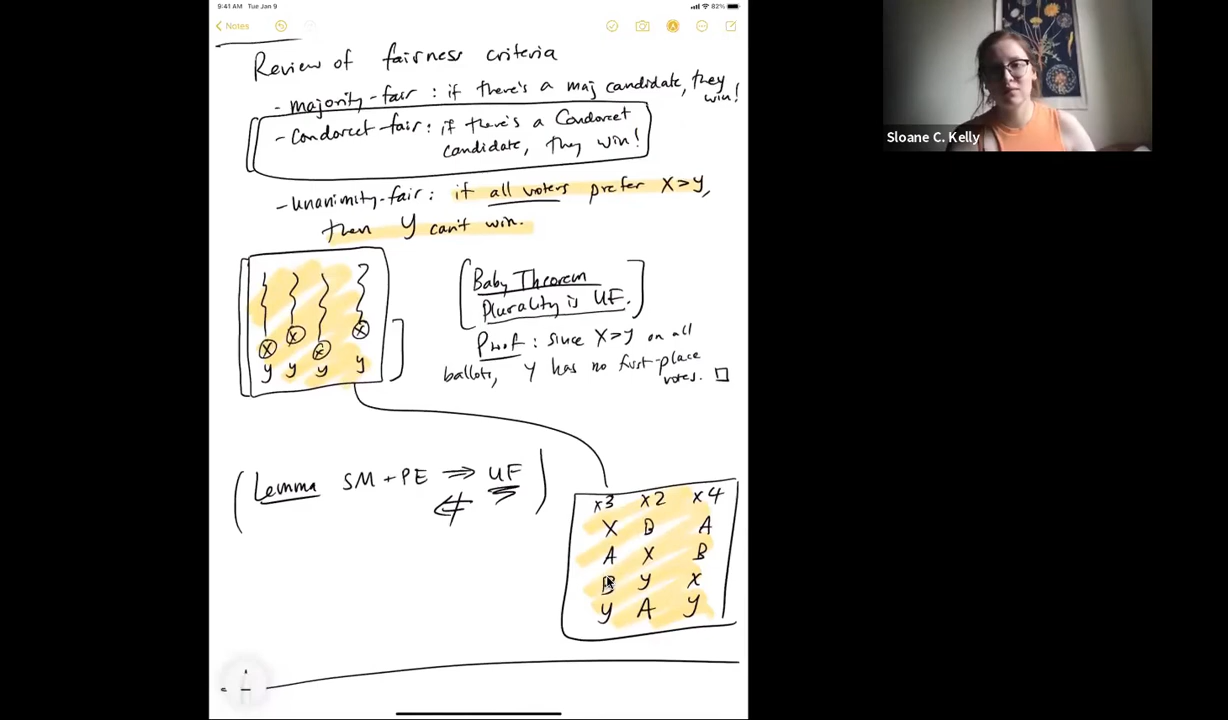 9:41 AM Tue Jan 9
82%
Notes
Review of fairness criteria
- majority-fair : if there's a maj candidate, they win!
- Condorcet-fair : if there's a Condorcet
candidate, they win!
- Unanimity-fair : if all voters prefer X>Y,
then Y can't win.
X X X X
y y y y
Baby Theorem
Plurality is UF.
Proof : since X>Y on all
ballots, Y has no first-place
votes. □
(Lemma SM + PE ⇒ UF)
⇍
x3 x2 x4
X B A
A X B
B y X
y A y
Sloane C. Kelly